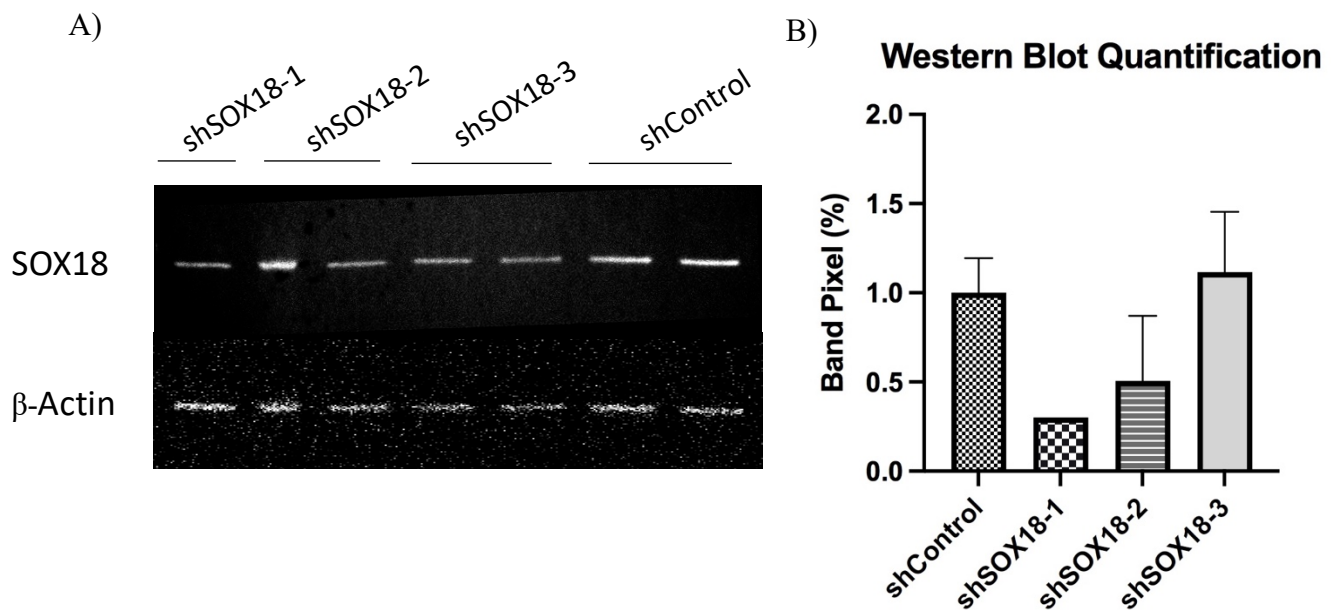 A)
shSOX18-1
shSOX18-2
shSOX18-3
shControl
SOX18
β-Actin
B)
Western Blot Quantification
Band Pixel (%)
2.0
1.5
1.0
0.5
0.0
shControl
shSOX18-1
shSOX18-2
shSOX18-3